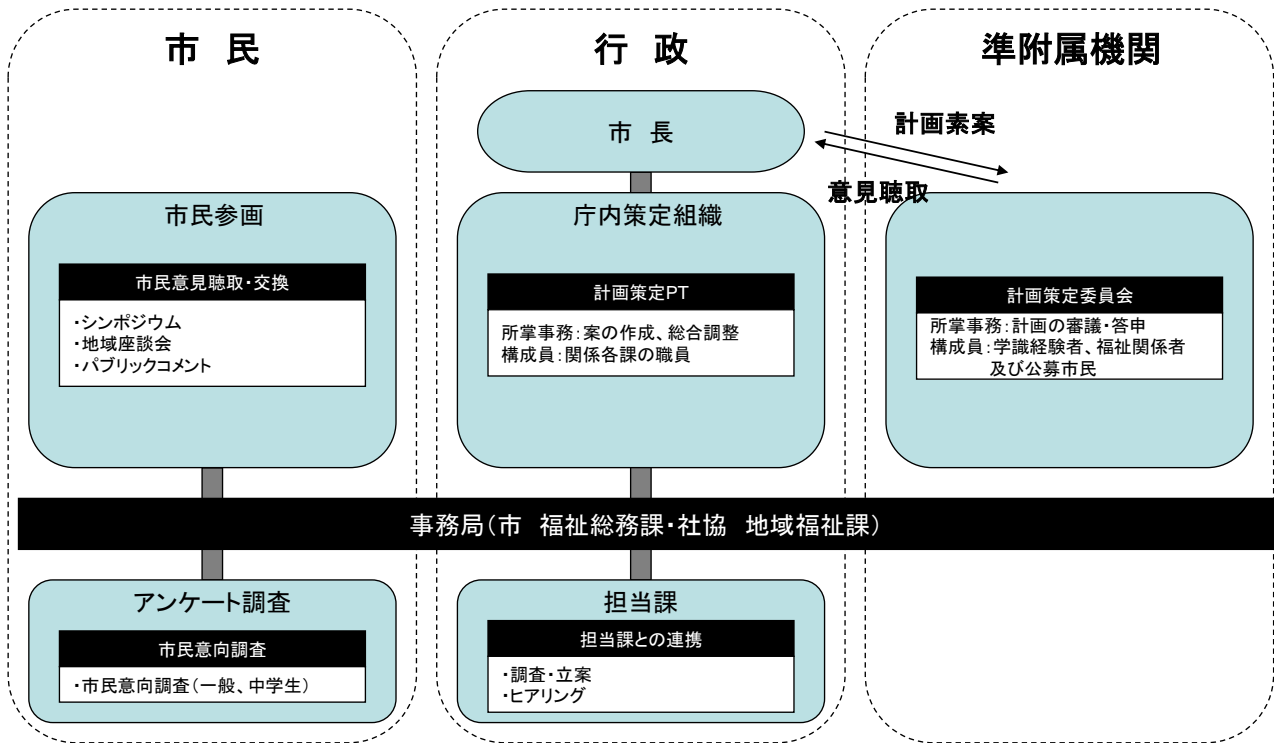 市 民
市民参画
市民意見聴取・交換
・シンポジウム
・地域座談会
・パブリックコメント
行 政
市 長
庁内策定組織
計画策定PT
所掌事務：案の作成、総合調整
構成員：関係各課の職員
計画素案
意見聴取
準附属機関
計画策定委員会
所掌事務：計画の審議・答申
構成員：学識経験者、福祉関係者
及び公募市民
事務局（市 福祉総務課・社協 地域福祉課）
アンケート調査
市民意向調査
・市民意向調査（一般、中学生）
担当課
担当課との連携
・調査・立案
・ヒアリング